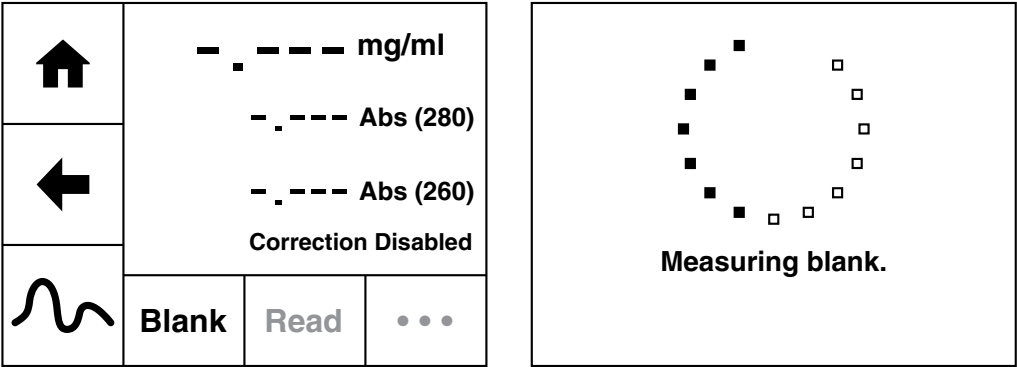 -.--- mg/ml
-.--- Abs (280)
-.--- Abs (260)
Correction Disabled
Blank
Read
•••
Measuring blank.